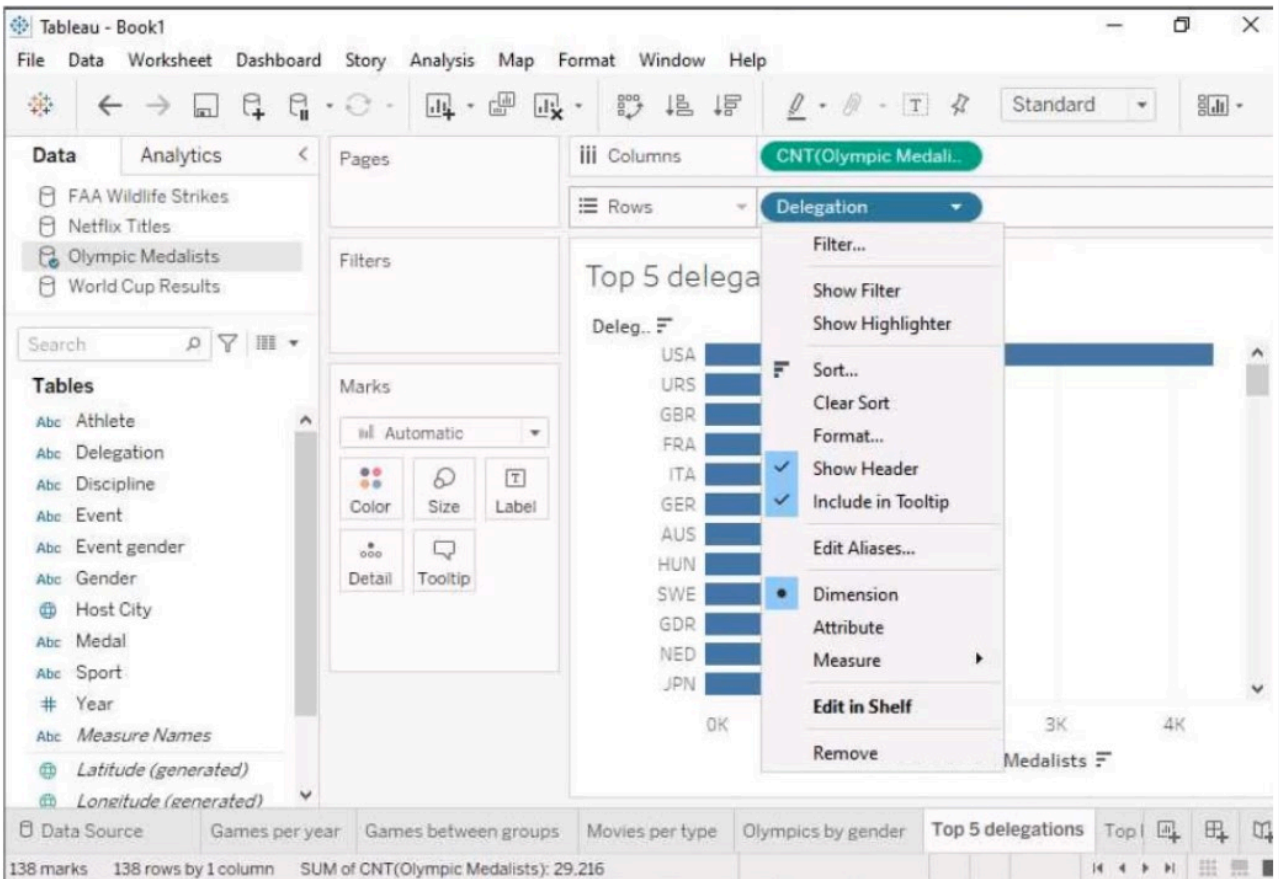 Tableau - Book1
File Data Worksheet Dashboard Story Analysis Map Format Window Help
Standard
Data Analytics
FAA Wildlife Strikes
Netflix Titles
Olympic Medalists
World Cup Results
Search
Tables
Abc Athlete
Abc Delegation
Abc Discipline
Abc Event
Abc Event gender
Abc Gender
Host City
Abc Medal
Abc Sport
# Year
Abc Measure Names
Latitude (generated)
Longitude (generated)
Pages
Filters
Marks
Automatic
Color Size Label
Detail Tooltip
Columns CNT(Olympic Medali..
Rows Delegation
Top 5 delega
Deleg..
USA
URS
GBR
FRA
ITA
GER
AUS
HUN
SWE
GDR
NED
JPN
0K 3K 4K
Medalists
Filter...
Show Filter
Show Highlighter
Sort...
Clear Sort
Format...
Show Header
Include in Tooltip
Edit Aliases...
Dimension
Attribute
Measure
Edit in Shelf
Remove
Data Source Games per year Games between groups Movies per type Olympics by gender Top 5 delegations Top
138 marks 138 rows by 1 column SUM of CNT(Olympic Medalists): 29,216